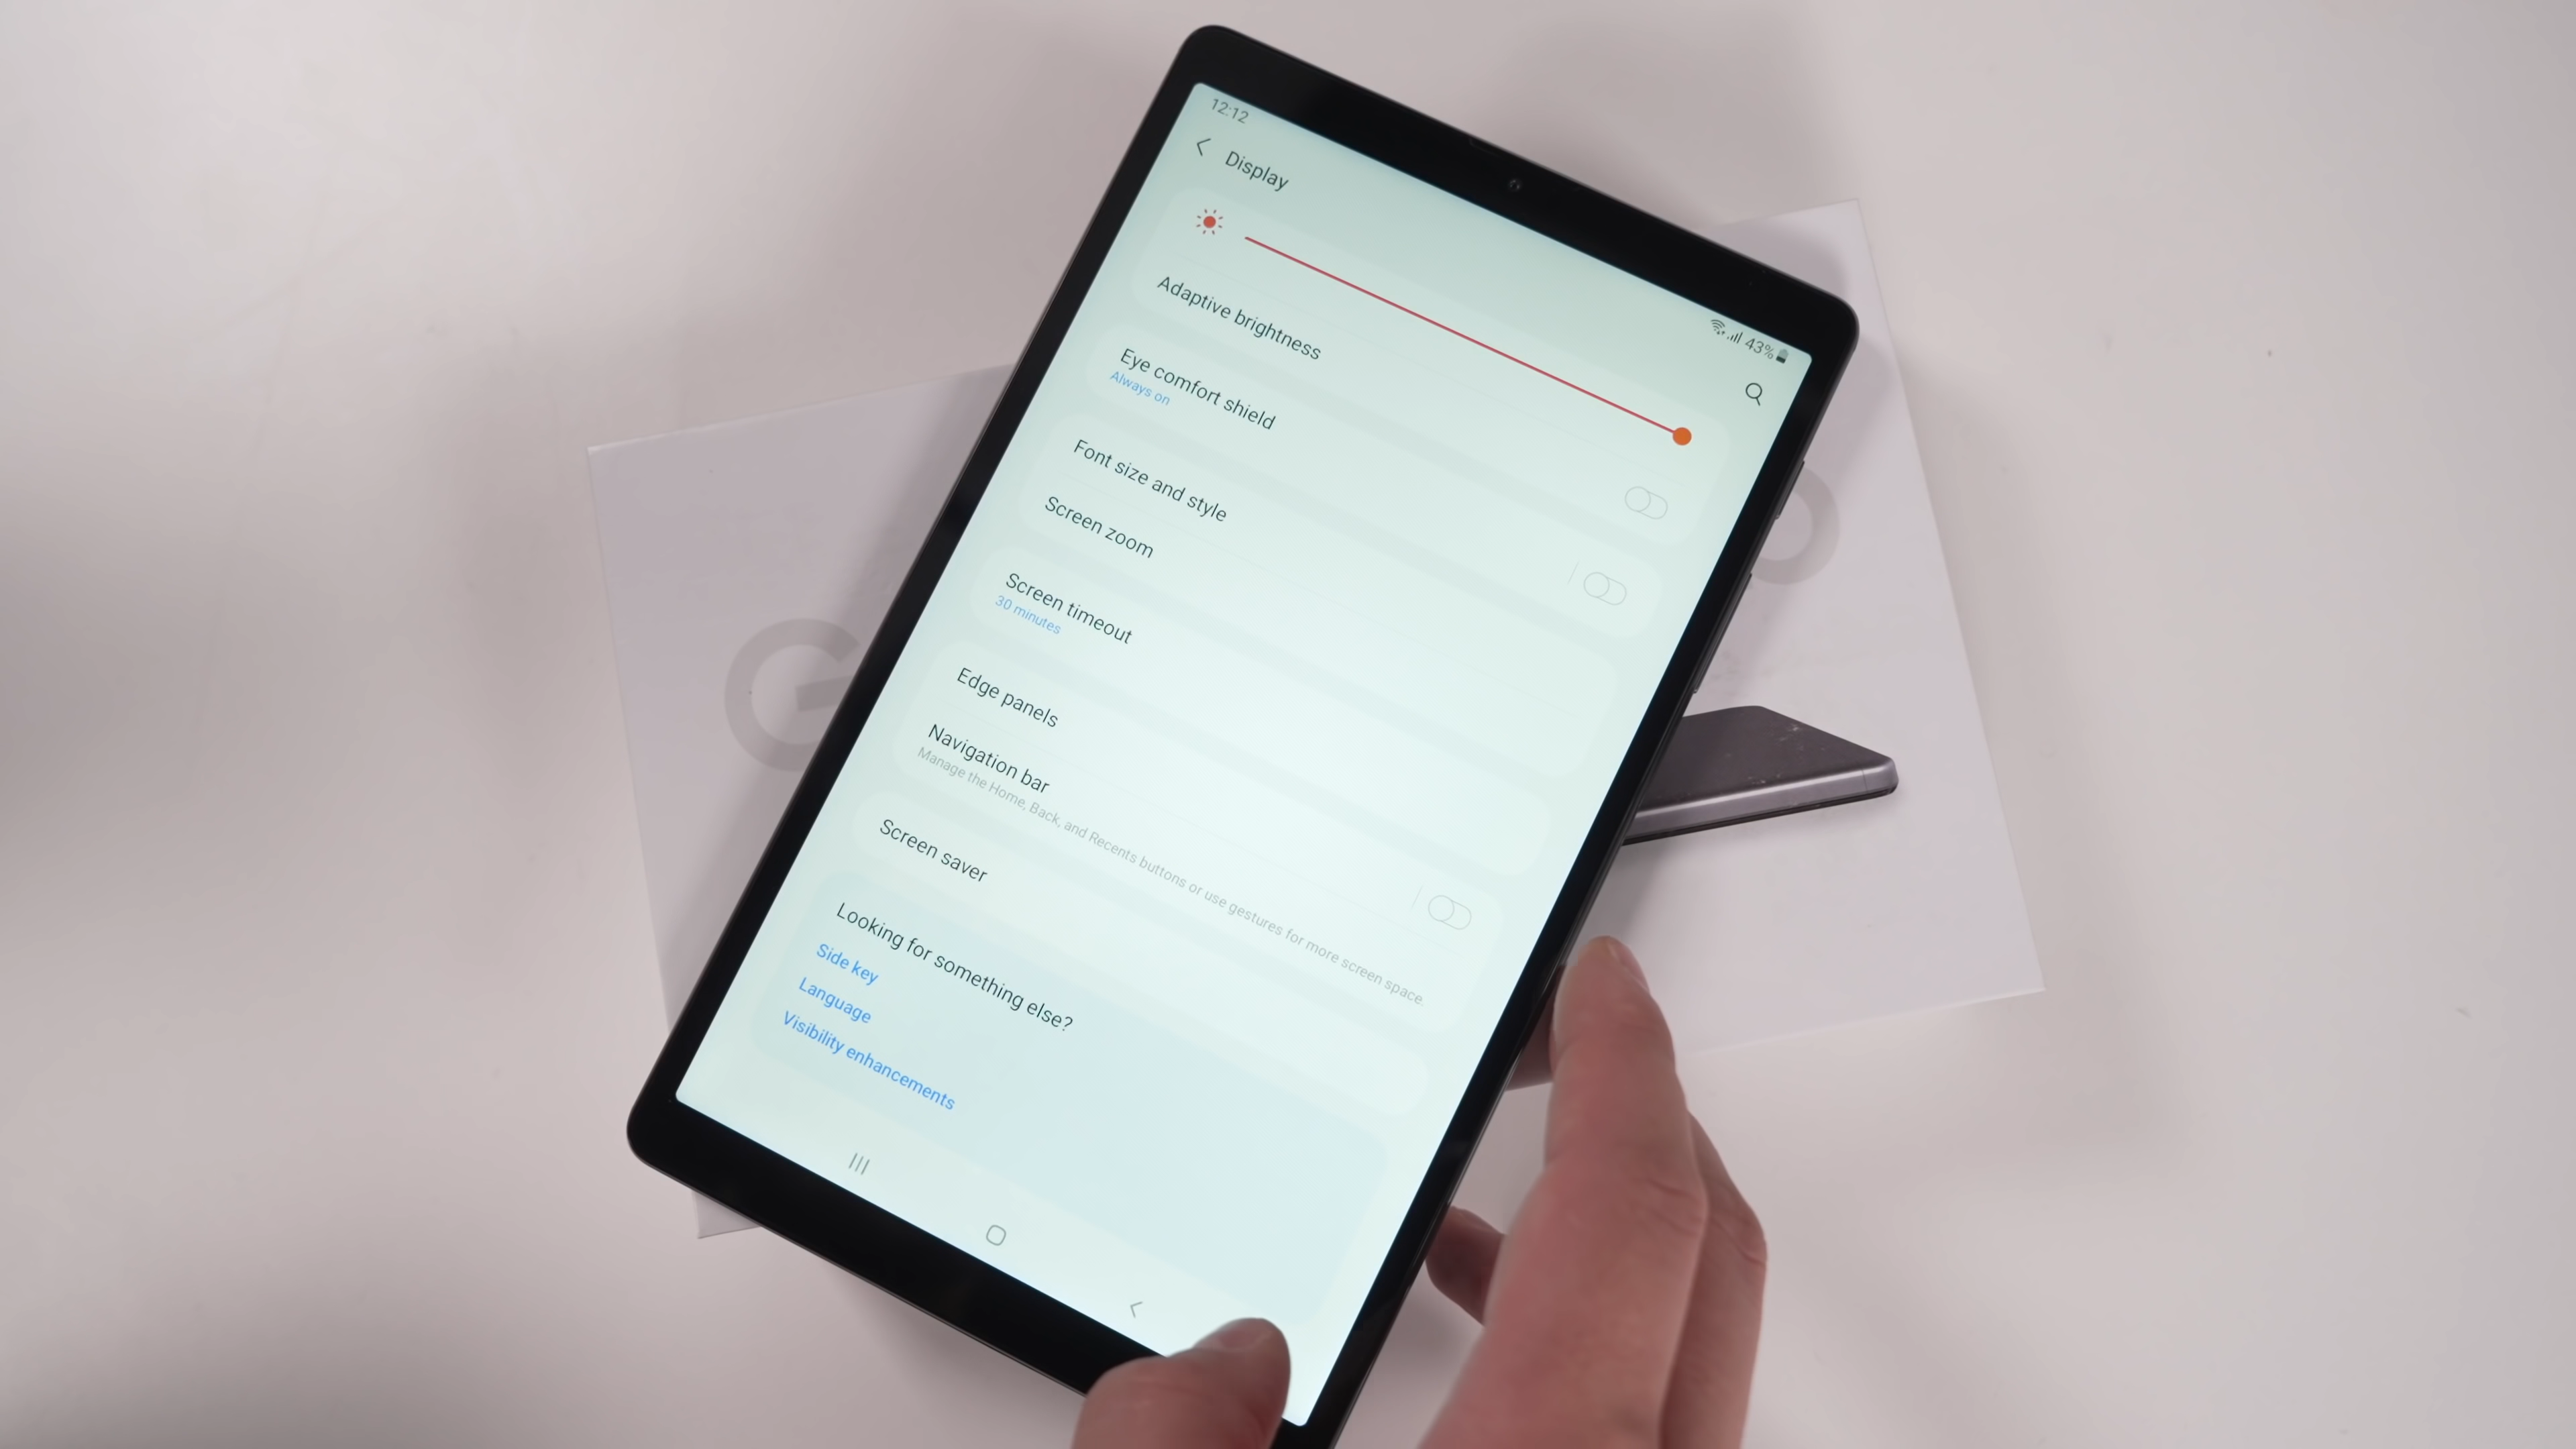 12:12
43%
Display
Adaptive brightness
Eye comfort shield
Always on
Font size and style
Screen zoom
Screen timeout
30 minutes
Edge panels
Navigation bar
Manage the Home, Back, and Recents buttons or use gestures for more screen space.
Screen saver
Looking for something else?
Side key
Language
Visibility enhancements
G